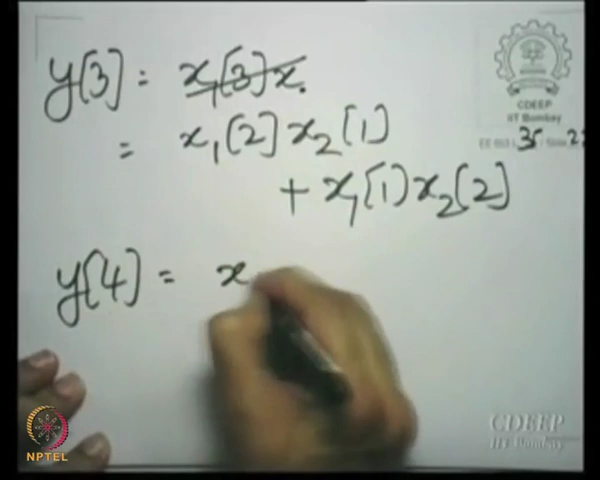 y[3] = x₁[3]x.
= x₁[2] x₂[1]
+ x₁[1] x₂[2]
y[4] = x
CDEEP
IIT Bombay
NPTEL
CDEEP
IIT Bombay